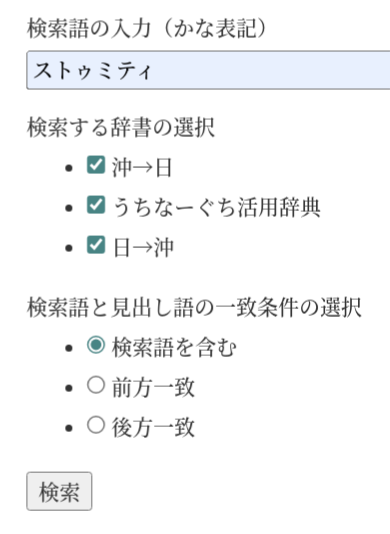 検索語の入力（かな表記）
ストゥミティ
検索する辞書の選択
沖→日
うちなーぐち活用辞典
日→沖
検索語と見出し語の一致条件の選択
検索語を含む
前方一致
後方一致
検索